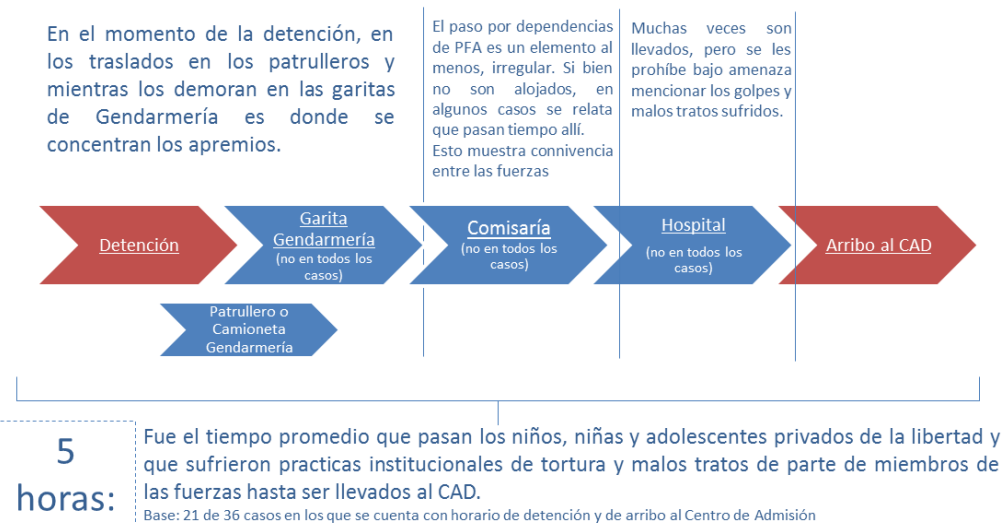 En el momento de la detención, en
los traslados en los patrulleros y
mientras los demoran en las garitas
de Gendarmería es donde se
concentran los apremios.
El paso por dependencias
de PFA es un elemento al
menos, irregular. Si bien
no son alojados, en
algunos casos se relata
que pasan tiempo allí.
Esto muestra connivencia
entre las fuerzas
Muchas veces son
llevados, pero se les
prohíbe bajo amenaza
mencionar los golpes y
malos tratos sufridos.
Detención
Garita
Gendarmería
(no en todos los
casos)
Comisaría
(no en todos los
casos)
Hospital
(no en todos los
casos)
Arribo al CAD
Patrullero o
Camioneta
Gendarmería
5
horas:
Fue el tiempo promedio que pasan los niños, niñas y adolescentes privados de la libertad y
que sufrieron practicas institucionales de tortura y malos tratos de parte de miembros de
las fuerzas hasta ser llevados al CAD.
Base: 21 de 36 casos en los que se cuenta con horario de detención y de arribo al Centro de Admisión